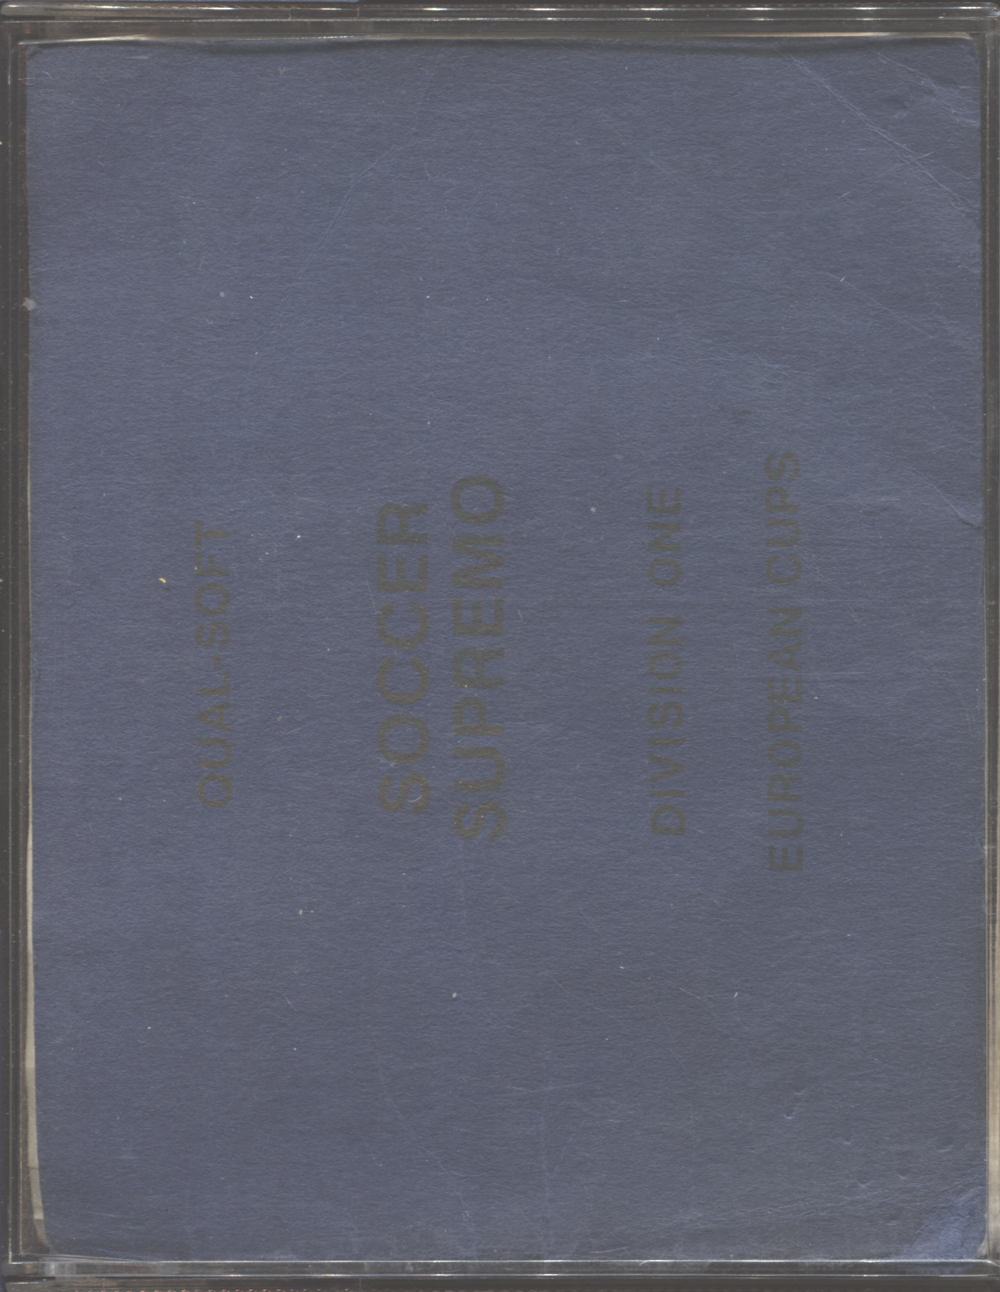 QUAL-SOFT
SOCCER
SUPREMO
DIVISION ONE
EUROPEAN CUPS